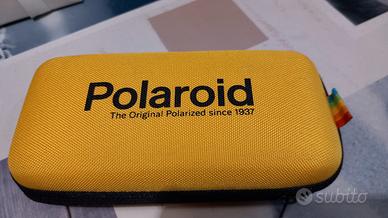 Polaroid
The Original Polarized since 1937
subito